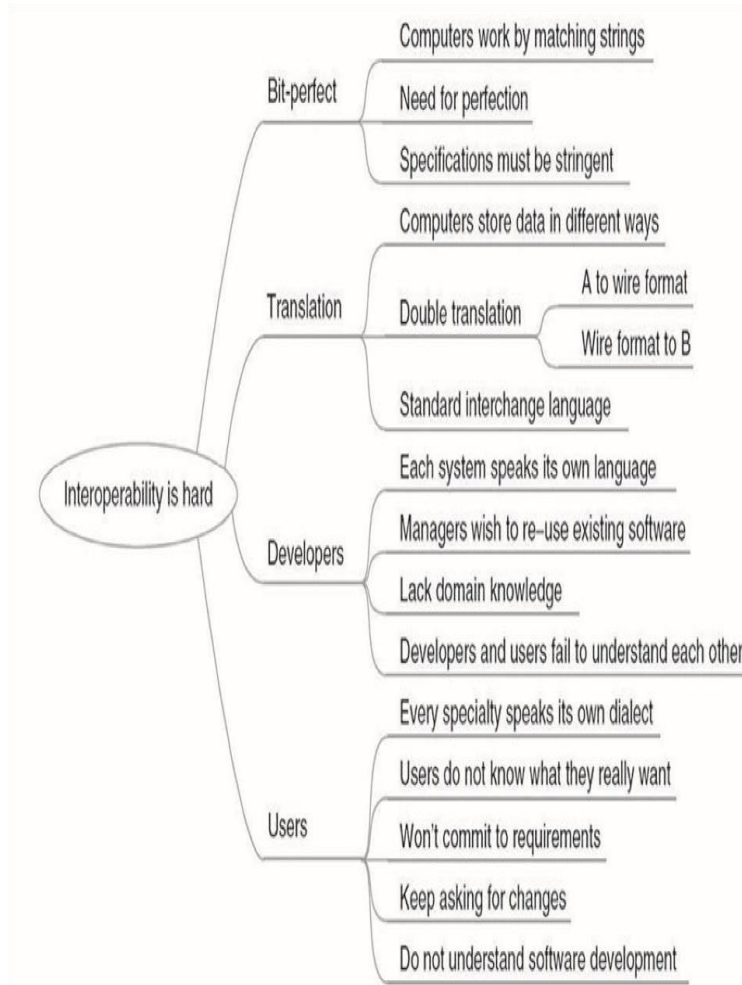 Computers work by matching strings
Bit-perfect
Need for perfection
Specifications must be stringent
Computers store data in different ways
Translation
Double translation
A to wire format
Wire format to B
Standard interchange language
Interoperability is hard
Each system speaks its own language
Managers wish to re–use existing software
Developers
Lack domain knowledge
Developers and users fail to understand each other
Every specialty speaks its own dialect
Users do not know what they really want
Users
Won't commit to requirements
Keep asking for changes
Do not understand software development